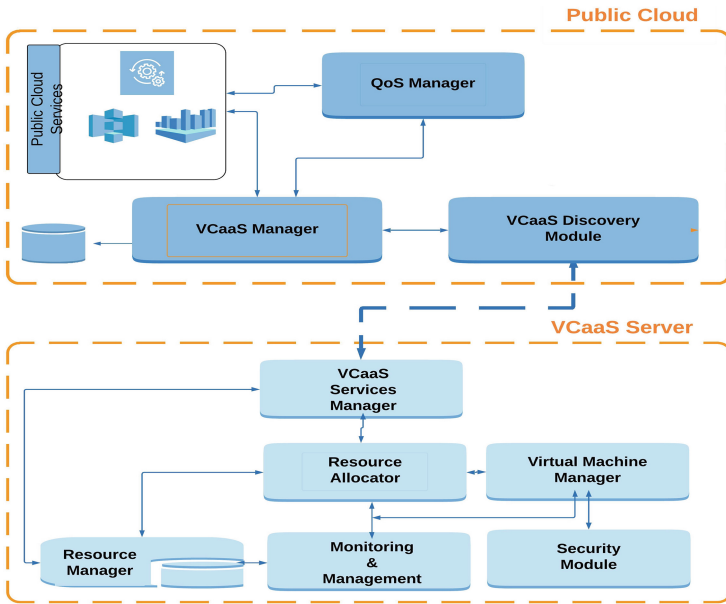 Public Cloud
Public Cloud
Services
QoS Manager
VCaaS Manager
VCaaS Discovery
Module
VCaaS Server
VCaaS
Services
Manager
Resource
Allocator
Virtual Machine
Manager
Resource
Manager
Monitoring
&
Management
Security
Module